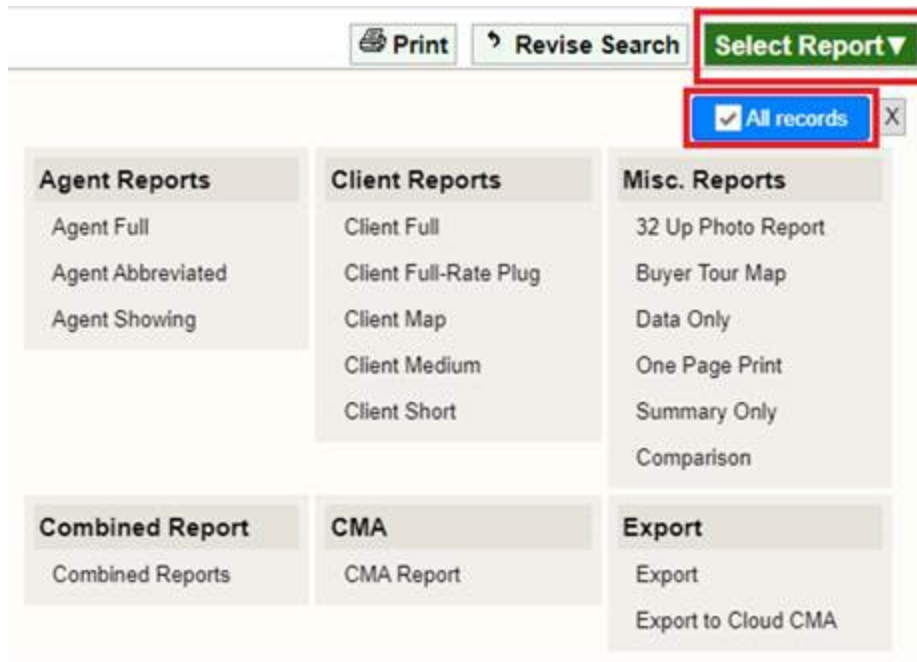 Print
Revise Search
Select Report▼
All records
X
Agent Reports
Agent Full
Agent Abbreviated
Agent Showing
Client Reports
Client Full
Client Full-Rate Plug
Client Map
Client Medium
Client Short
Misc. Reports
32 Up Photo Report
Buyer Tour Map
Data Only
One Page Print
Summary Only
Comparison
Combined Report
Combined Reports
CMA
CMA Report
Export
Export
Export to Cloud CMA